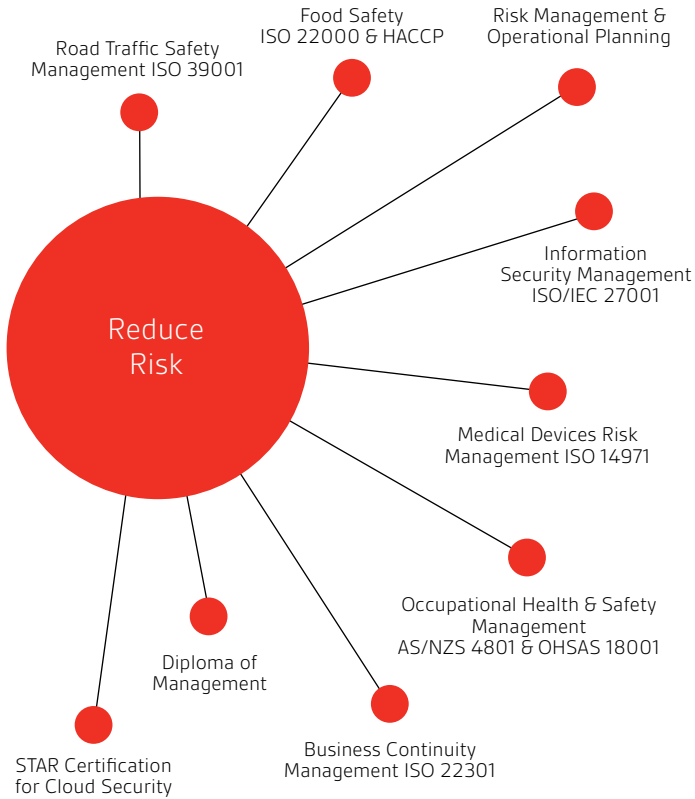 Road Traffic Safety
Management ISO 39001
Food Safety
ISO 22000 & HACCP
Risk Management &
Operational Planning
Information
Security Management
ISO/IEC 27001
Reduce
Risk
Medical Devices Risk
Management ISO 14971
Occupational Health & Safety
Management
AS/NZS 4801 & OHSAS 18001
Diploma of
Management
Business Continuity
Management ISO 22301
STAR Certification
for Cloud Security